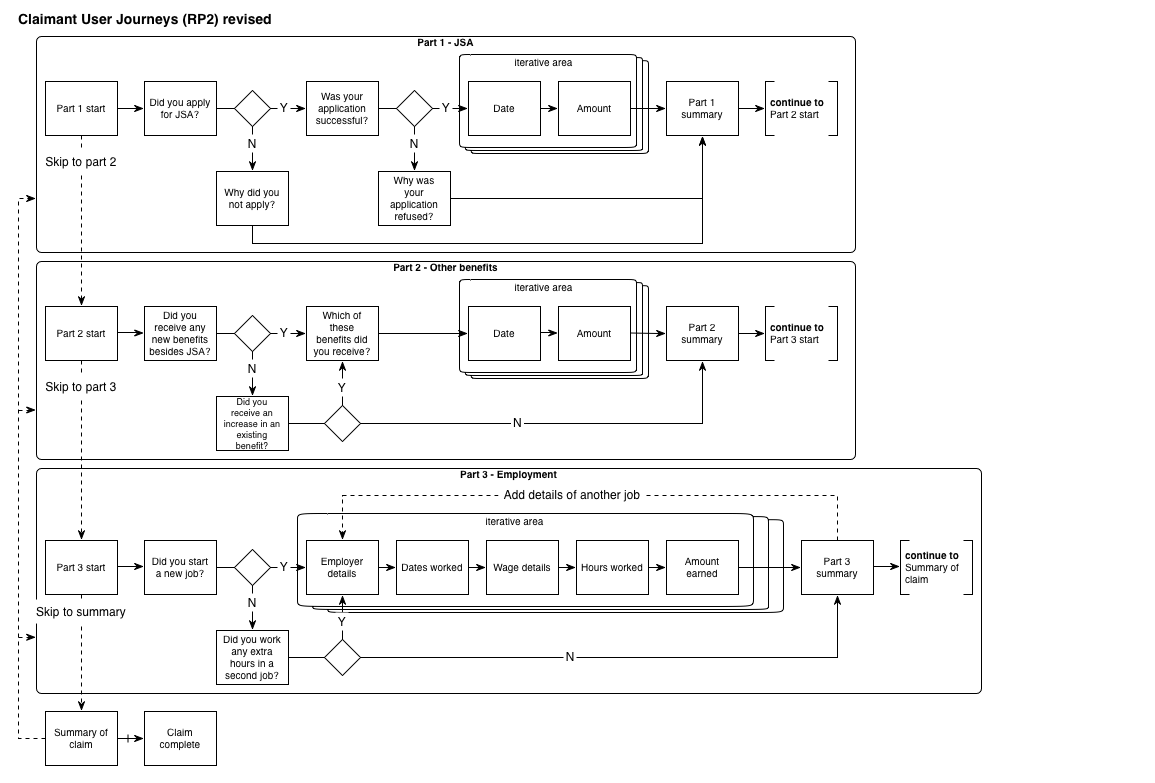 Claimant User Journeys (RP2) revised
Part 1 - JSA
iterative area
Part 1 start
Did you apply
for JSA?
Y
Was your
application
successful?
Y
Date
Amount
Part 1
summary
continue to
Part 2 start
N
N
Skip to part 2
Why did you
not apply?
Why was
your
application
refused?
Part 2 - Other benefits
iterative area
Part 2 start
Did you
receive any
new benefits
besides JSA?
Y
Which of
these
benefits did
you receive?
Date
Amount
Part 2
summary
continue to
Part 3 start
N
Skip to part 3
Y
Did you
receive an
increase in an
existing
benefit?
N
Part 3 - Employment
Add details of another job
iterative area
Part 3 start
Did you start
a new job?
Y
Employer
details
Dates worked
Wage details
Hours worked
Amount
earned
Part 3
summary
continue to
Summary of
claim
N
Skip to summary
Y
Did you work
any extra
hours in a
second job?
N
Summary of
claim
Claim
complete